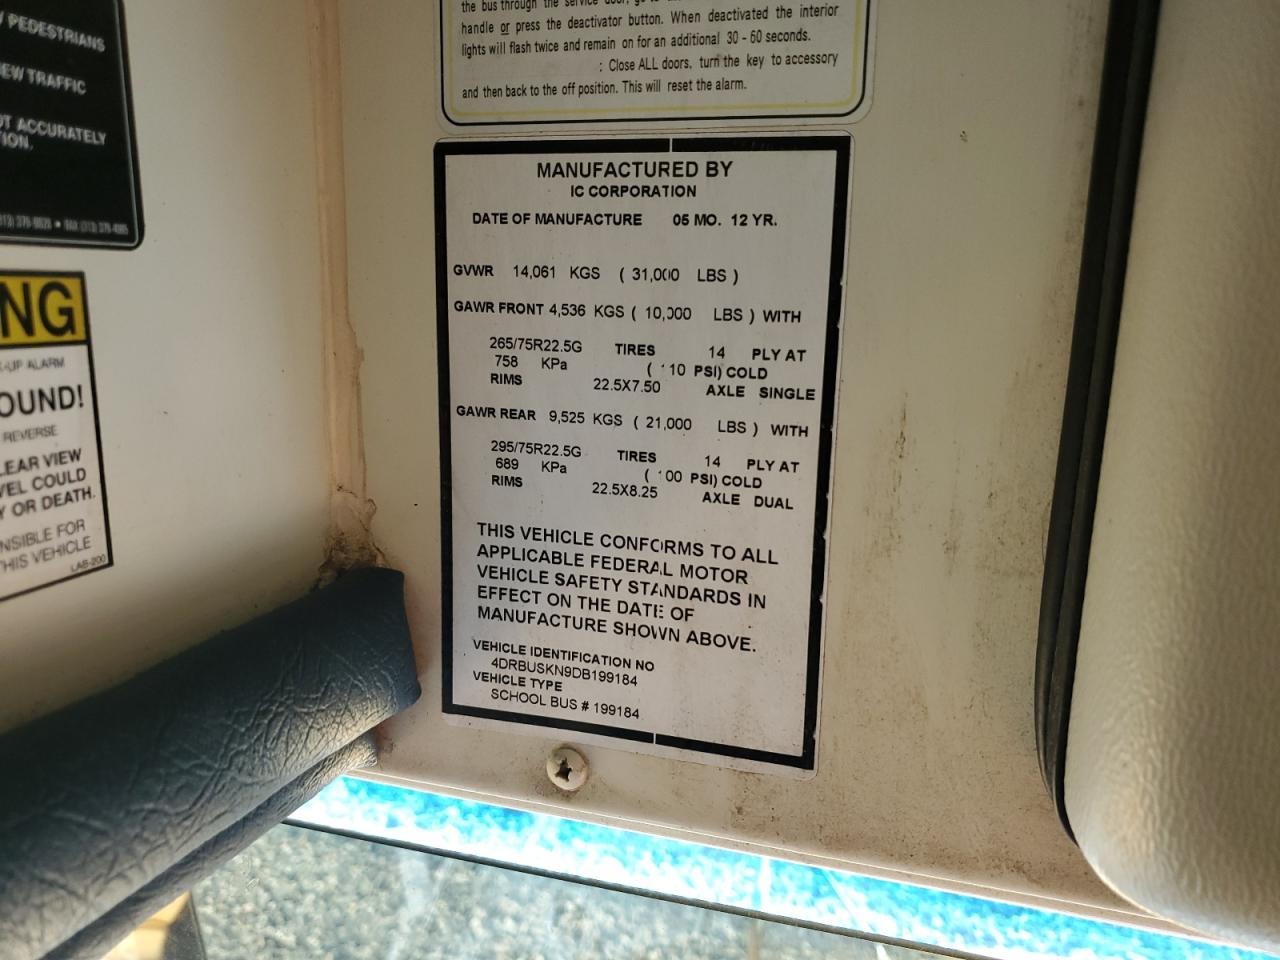 PEDESTRIANS
EW TRAFFIC
OT ACCURATELY
ION.
NG
K-UP ALARM
OUND!
REVERSE
LEAR VIEW
VEL COULD
Y OR DEATH.
NSIBLE FOR
THIS VEHICLE
LAB-200
the bus through the service door,
handle or press the deactivator button. When deactivated the interior
lights will flash twice and remain on for an additional 30 - 60 seconds.
: Close ALL doors, turn the key to accessory
and then back to the off position. This will reset the alarm.
MANUFACTURED BY
IC CORPORATION
DATE OF MANUFACTURE 05 MO. 12 YR.
GVWR 14,061 KGS ( 31,000 LBS )
GAWR FRONT 4,536 KGS ( 10,000 LBS ) WITH
265/75R22.5G TIRES 14 PLY AT
758 KPa ( 110 PSI) COLD
RIMS 22.5X7.50 AXLE SINGLE
GAWR REAR 9,525 KGS ( 21,000 LBS ) WITH
295/75R22.5G TIRES 14 PLY AT
689 KPa ( 100 PSI) COLD
RIMS 22.5X8.25 AXLE DUAL
THIS VEHICLE CONFORMS TO ALL
APPLICABLE FEDERAL MOTOR
VEHICLE SAFETY STANDARDS IN
EFFECT ON THE DATE OF
MANUFACTURE SHOWN ABOVE.
VEHICLE IDENTIFICATION NO
4DRBUSKN9DB199184
VEHICLE TYPE
SCHOOL BUS # 199184